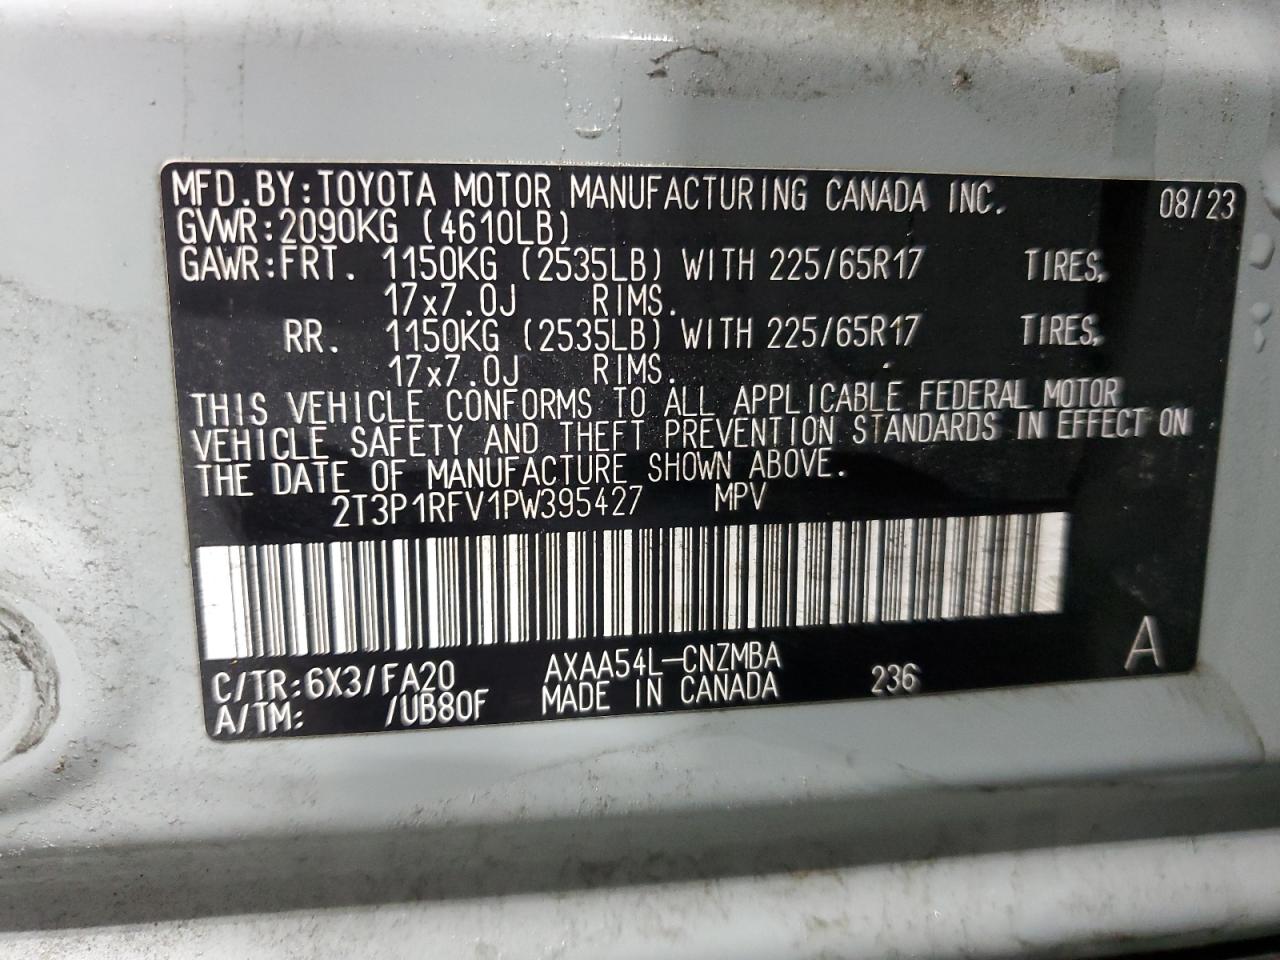 MFD.BY:TOYOTA MOTOR MANUFACTURING CANADA INC. 08/23
GVWR:2090KG (4610LB)
GAWR:FRT. 1150KG (2535LB) WITH 225/65R17 TIRES,
17x7.0J RIMS.
RR. 1150KG (2535LB) WITH 225/65R17 TIRES,
17x7.0J RIMS.
THIS VEHICLE CONFORMS TO ALL APPLICABLE FEDERAL MOTOR
VEHICLE SAFETY AND THEFT PREVENTION STANDARDS IN EFFECT ON
THE DATE OF MANUFACTURE SHOWN ABOVE.
2T3P1RFV1PW395427 MPV
C/TR:6X3/FA20 AXAA54L-CNZMBA A
A/TM: /UB80F MADE IN CANADA 236